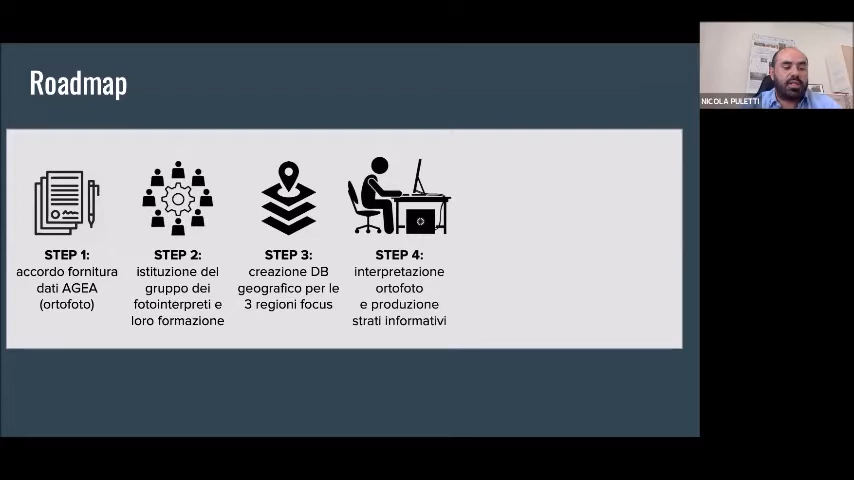 Roadmap
NICOLA PULETTI
STEP 1:
accordo fornitura
dati AGEA
(ortofoto)
STEP 2:
istituzione del
gruppo dei
fotointerpreti e
loro formazione
STEP 3:
creazione DB
geografico per le
3 regioni focus
STEP 4:
interpretazione
ortofoto
e produzione
strati informativi